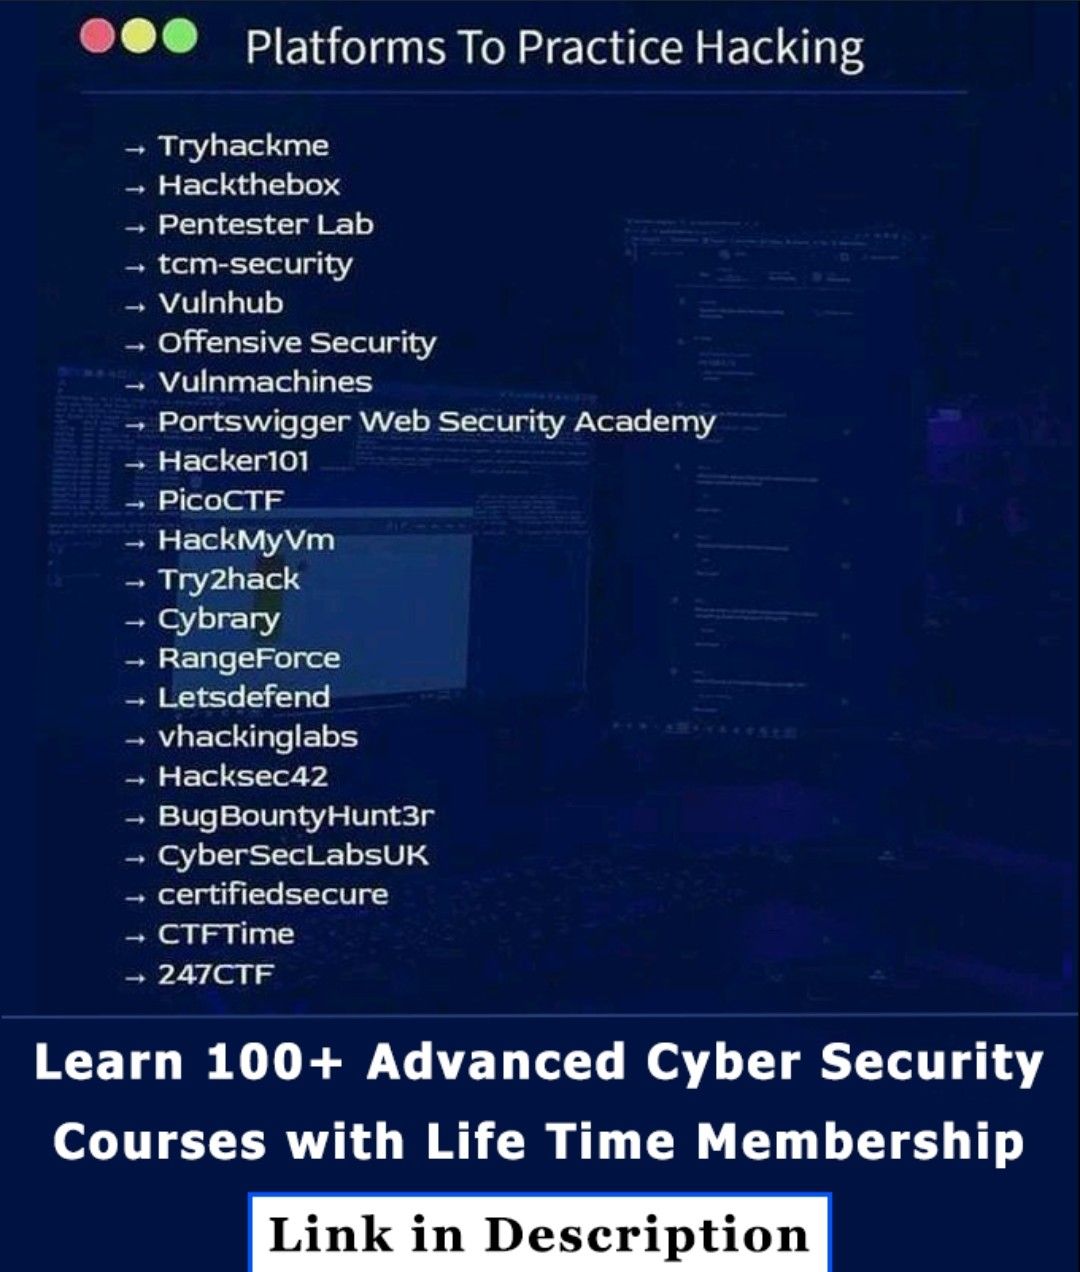 Platforms To Practice Hacking
→ Tryhackme
→ Hackthebox
→ Pentester Lab
→ tcm-security
→ Vulnhub
→ Offensive Security
→ Vulnmachines
→ Portswigger Web Security Academy
→ Hacker101
→ PicoCTF
→ HackMyVm
→ Try2hack
→ Cybrary
→ RangeForce
→ Letsdefend
→ vhackinglabs
→ Hacksec42
→ BugBountyHunt3r
→ CyberSecLabsUK
→ certifiedsecure
→ CTFTime
→ 247CTF
Learn 100+ Advanced Cyber Security
Courses with Life Time Membership
Link in Description